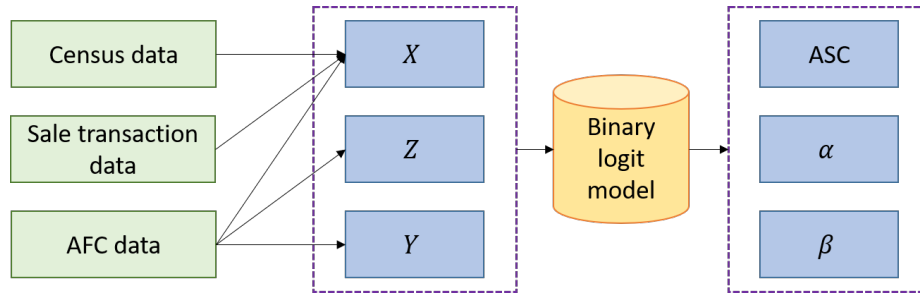 Census data
X
ASC
Sale transaction
data
Z
Binary
logit
model
α
AFC data
Y
β